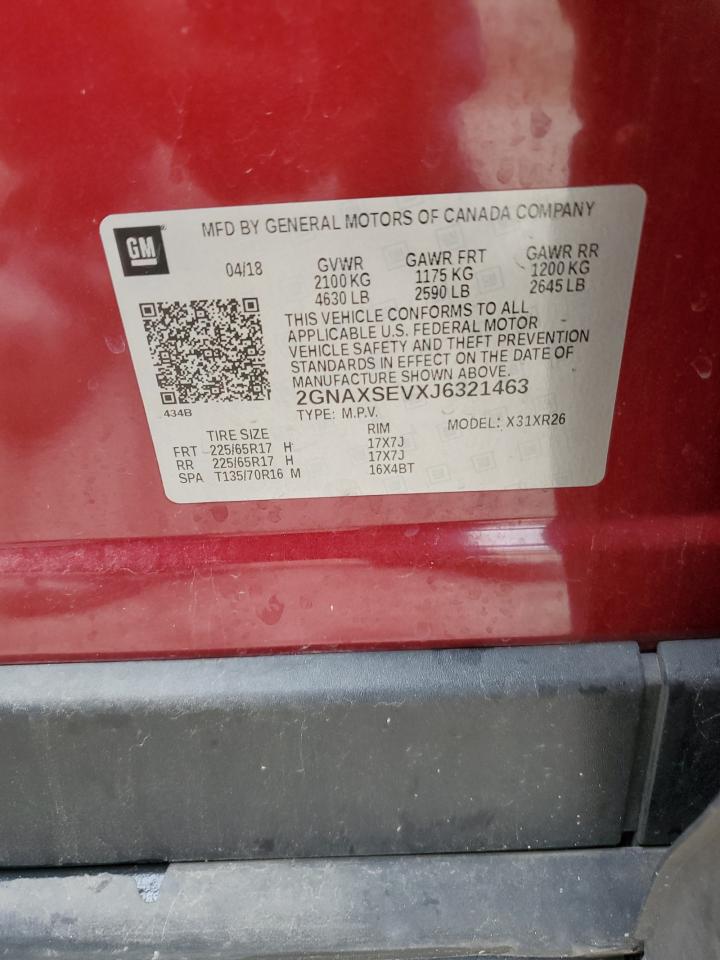 GM
MFD BY GENERAL MOTORS OF CANADA COMPANY
04/18
GVWR
2100 KG
4630 LB
GAWR FRT
1175 KG
2590 LB
GAWR RR
1200 KG
2645 LB
THIS VEHICLE CONFORMS TO ALL
APPLICABLE U.S. FEDERAL MOTOR
VEHICLE SAFETY AND THEFT PREVENTION
STANDARDS IN EFFECT ON THE DATE OF
MANUFACTURE SHOWN ABOVE.
2GNAXSEVXJ6321463
434B
TYPE: M.P.V.
MODEL: X31XR26
TIRE SIZE RIM
FRT 225/65R17 H 17X7J
RR 225/65R17 H 17X7J
SPA T135/70R16 M 16X4BT